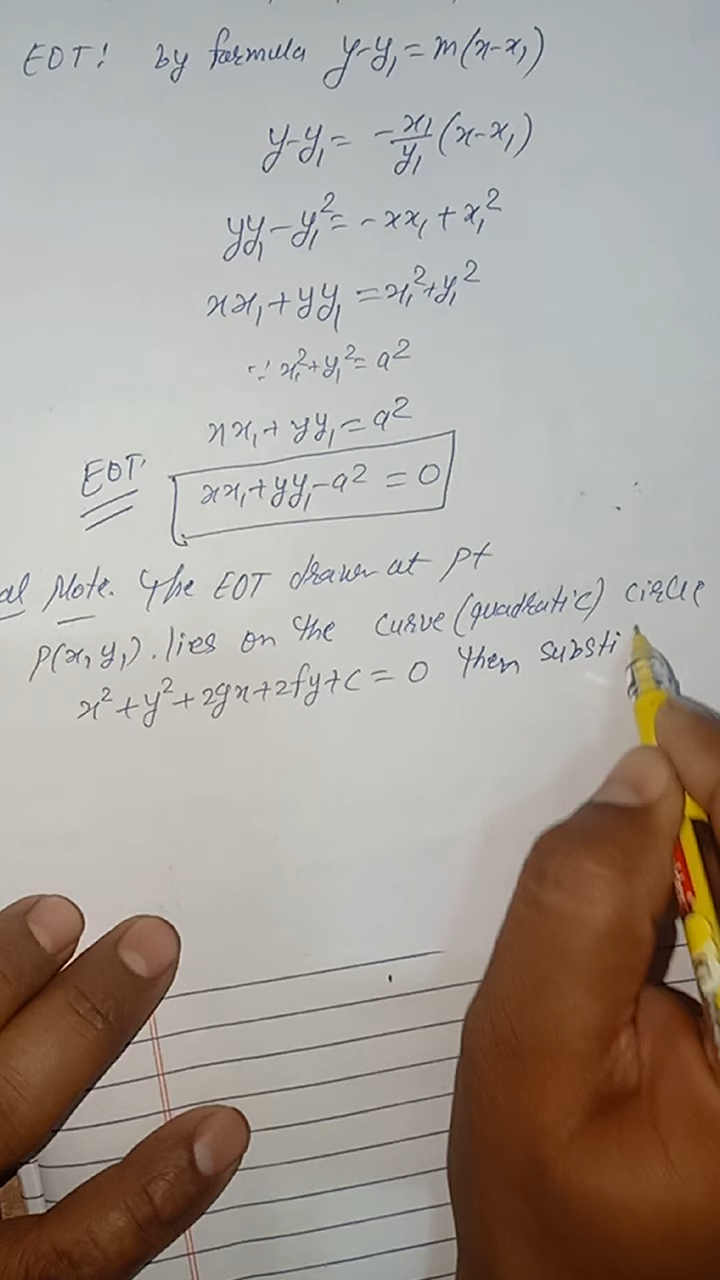 EOT! by formula y-y₁ = m(x-x₁)
y-y₁ = -x₁/y₁ (x-x₁)
yy₁ - y₁² = -xx₁ + x₁²
xx₁ + yy₁ = x₁² + y₁²
∵ x₁² + y₁² = a²
xx₁ + yy₁ = a²
EOT
xx₁ + yy₁ - a² = 0
Note. The EOT drawn at pt
P(x, y₁). lies on the curve (quadratic) circle
x² + y² + 2gx + 2fy + c = 0 then substi